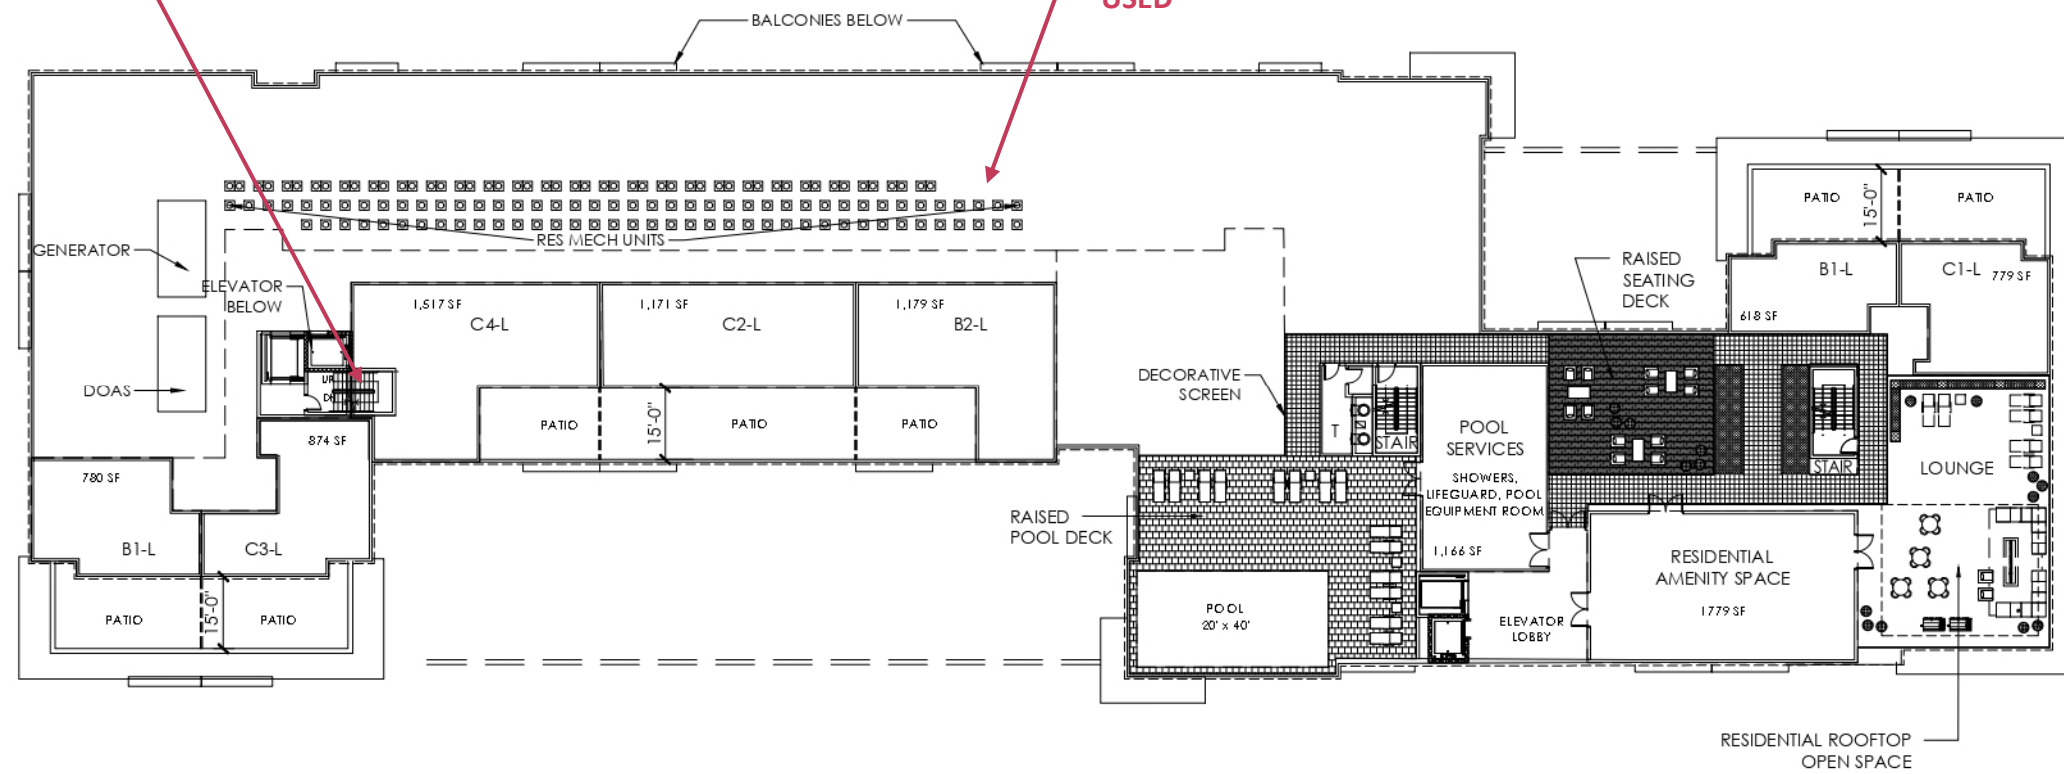 USED
BALCONIES BELOW
PATIO
15'-0"
PATIO
RES MECH UNITS
GENERATOR
ELEVATOR
BELOW
RAISED
SEATING
DECK
B1-L
C1-L
779 SF
618 SF
1,517 SF
C4-L
1,171 SF
C2-L
1,179 SF
B2-L
DOAS
UP
DECORATIVE
SCREEN
PATIO
15'-0"
PATIO
PATIO
T
STAIR
POOL
SERVICES
SHOWERS,
LIFEGUARD, POOL
EQUIPMENT ROOM
1,166 SF
STAIR
LOUNGE
874 SF
780 SF
B1-L
C3-L
RAISED
POOL DECK
RESIDENTIAL
AMENITY SPACE
1779 SF
PATIO
15'-0"
PATIO
POOL
20' x 40'
ELEVATOR
LOBBY
RESIDENTIAL ROOFTOP
OPEN SPACE